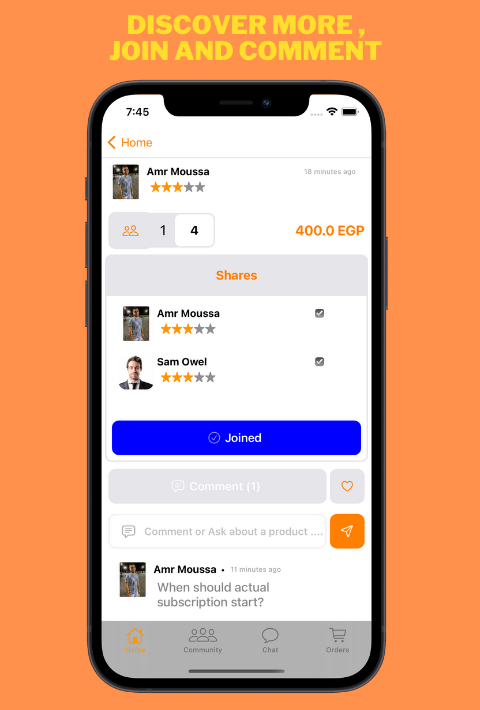 DISCOVER MORE ,
JOIN AND COMMENT
7:45
Home
Amr Moussa
18 minutes ago
1 4
400.0 EGP
Shares
Amr Moussa
Sam Owel
Joined
Comment (1)
Comment or Ask about a product ....
Amr Moussa • 11 minutes ago
When should actual
subscription start?
Home Community Chat Orders